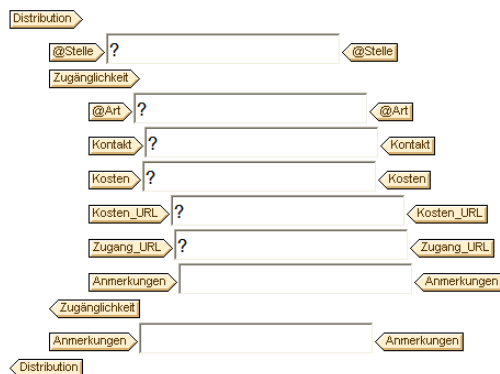 Distribution
@Stelle ? @Stelle
Zugänglichkeit
@Art ? @Art
Kontakt ? Kontakt
Kosten ? Kosten
Kosten_URL ? Kosten_URL
Zugang_URL ? Zugang_URL
Anmerkungen Anmerkungen
Zugänglichkeit
Anmerkungen Anmerkungen
Distribution